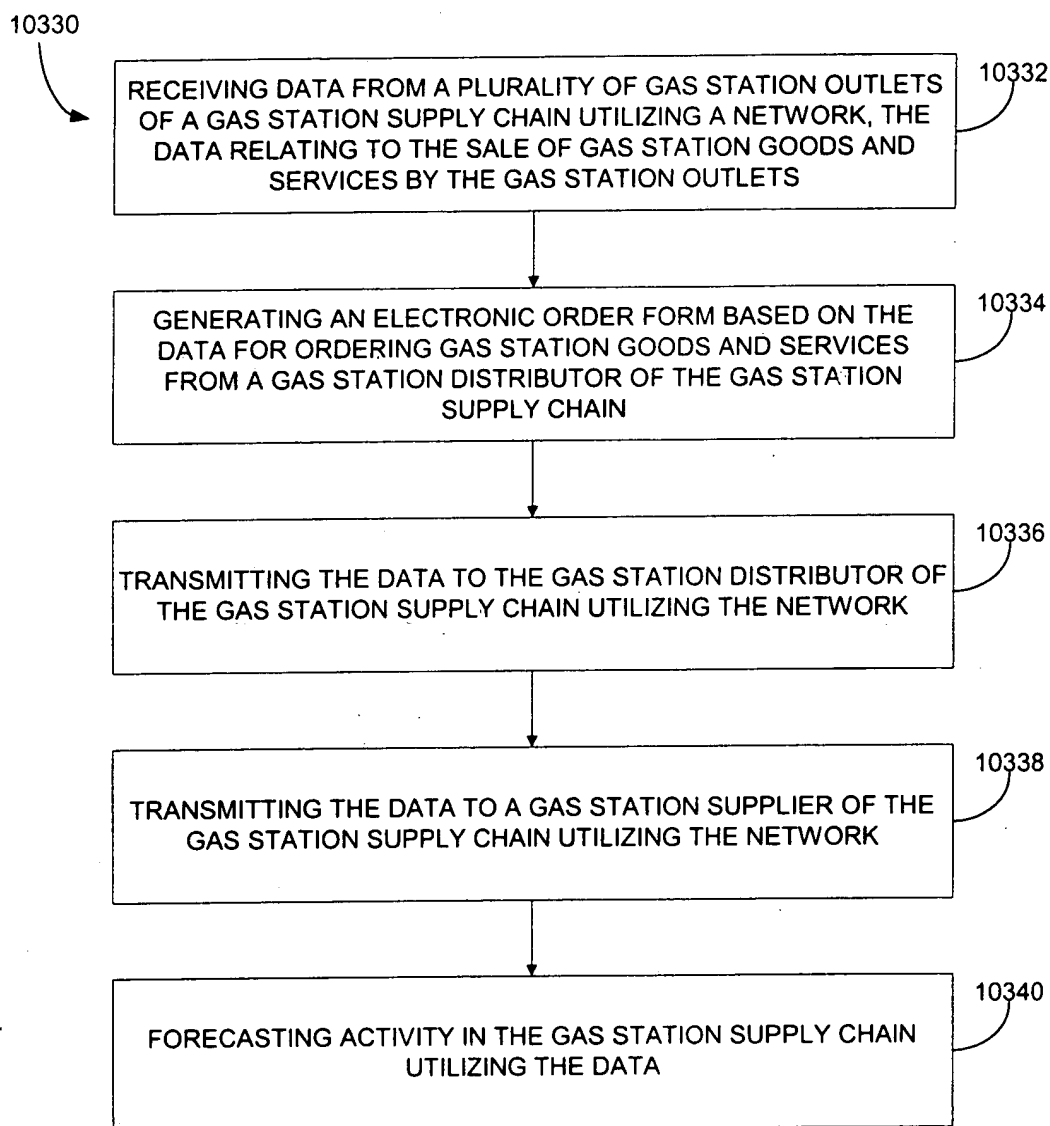 10330
10332
RECEIVING DATA FROM A PLURALITY OF GAS STATION OUTLETS
OF A GAS STATION SUPPLY CHAIN UTILIZING A NETWORK, THE
DATA RELATING TO THE SALE OF GAS STATION GOODS AND
SERVICES BY THE GAS STATION OUTLETS
10334
GENERATING AN ELECTRONIC ORDER FORM BASED ON THE
DATA FOR ORDERING GAS STATION GOODS AND SERVICES
FROM A GAS STATION DISTRIBUTOR OF THE GAS STATION
SUPPLY CHAIN
10336
TRANSMITTING THE DATA TO THE GAS STATION DISTRIBUTOR OF
THE GAS STATION SUPPLY CHAIN UTILIZING THE NETWORK
10338
TRANSMITTING THE DATA TO A GAS STATION SUPPLIER OF THE
GAS STATION SUPPLY CHAIN UTILIZING THE NETWORK
10340
FORECASTING ACTIVITY IN THE GAS STATION SUPPLY CHAIN
UTILIZING THE DATA